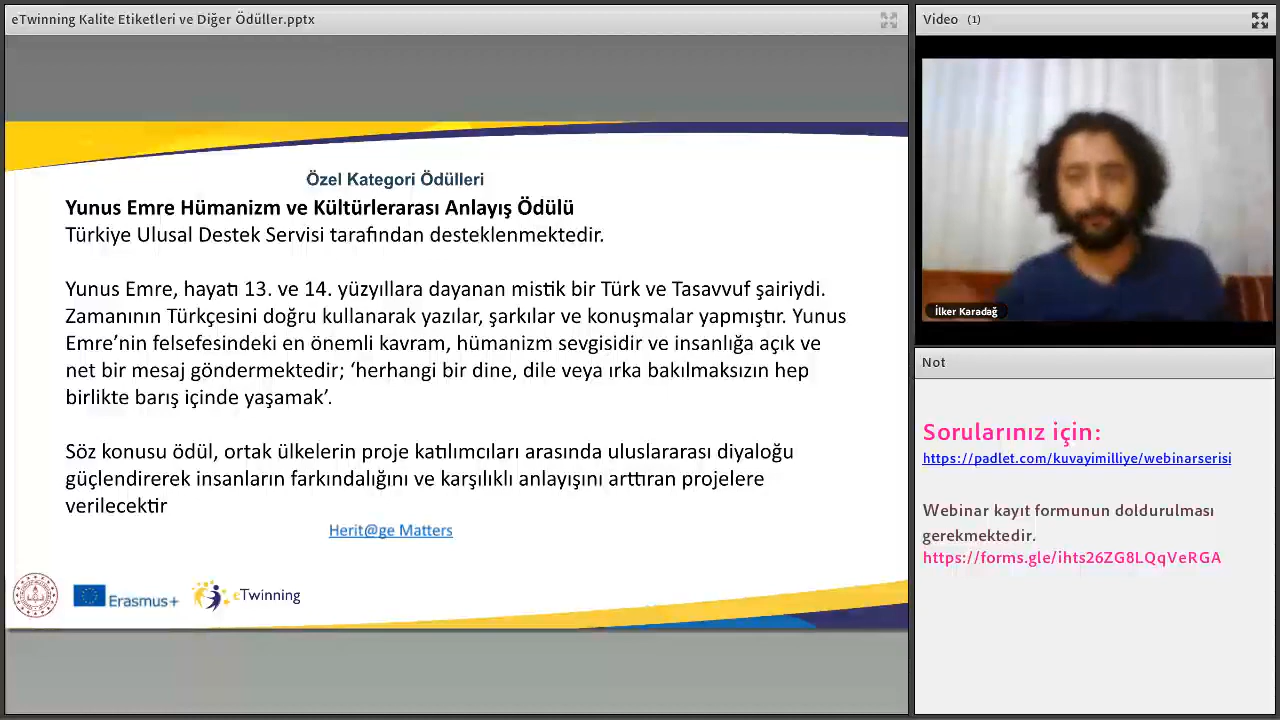 eTwinning Kalite Etiketleri ve Diğer Ödüller.pptx
Özel Kategori Ödülleri
Yunus Emre Hümanizm ve Kültürlerarası Anlayış Ödülü
Türkiye Ulusal Destek Servisi tarafından desteklenmektedir.
Yunus Emre, hayatı 13. ve 14. yüzyıllara dayanan mistik bir Türk ve Tasavvuf şairiydi.
Zamanının Türkçesini doğru kullanarak yazılar, şarkılar ve konuşmalar yapmıştır. Yunus
Emre’nin felsefesindeki en önemli kavram, hümanizm sevgisidir ve insanlığa açık ve
net bir mesaj göndermektedir; ‘herhangi bir dine, dile veya ırka bakılmaksızın hep
birlikte barış içinde yaşamak’.
Söz konusu ödül, ortak ülkelerin proje katılımcıları arasında uluslararası diyaloğu
güçlendirerek insanların farkındalığını ve karşılıklı anlayışını arttıran projelere
verilecektir
Herit@ge Matters
Erasmus+
eTwinning
Video (1)
İlker Karadağ
Not
Sorularınız için:
https://padlet.com/kuvayimilliye/webinarserisi
Webinar kayıt formunun doldurulması
gerekmektedir.
https://forms.gle/ihts26ZG8LQqVeRGA